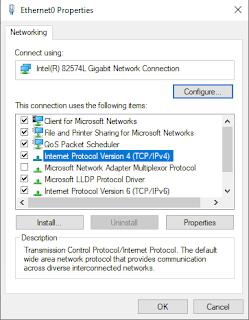 Ethernet0 Properties
Networking
Connect using:
Intel(R) 82574L Gigabit Network Connection
Configure...
This connection uses the following items:
Client for Microsoft Networks
File and Printer Sharing for Microsoft Networks
QoS Packet Scheduler
Internet Protocol Version 4 (TCP/IPv4)
Microsoft Network Adapter Multiplexor Protocol
Microsoft LLDP Protocol Driver
Internet Protocol Version 6 (TCP/IPv6)
Install... Uninstall Properties
Description
Transmission Control Protocol/Internet Protocol. The default
wide area network protocol that provides communication
across diverse interconnected networks.
OK Cancel